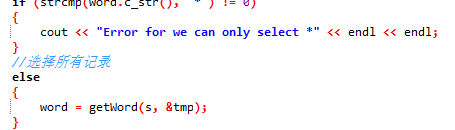 if (strcmp(word.c_str(), "*") != 0)
{
cout << "Error for we can only select *" << endl << endl;
}
//选择所有记录
else
{
word = getWord(s, &tmp);
}